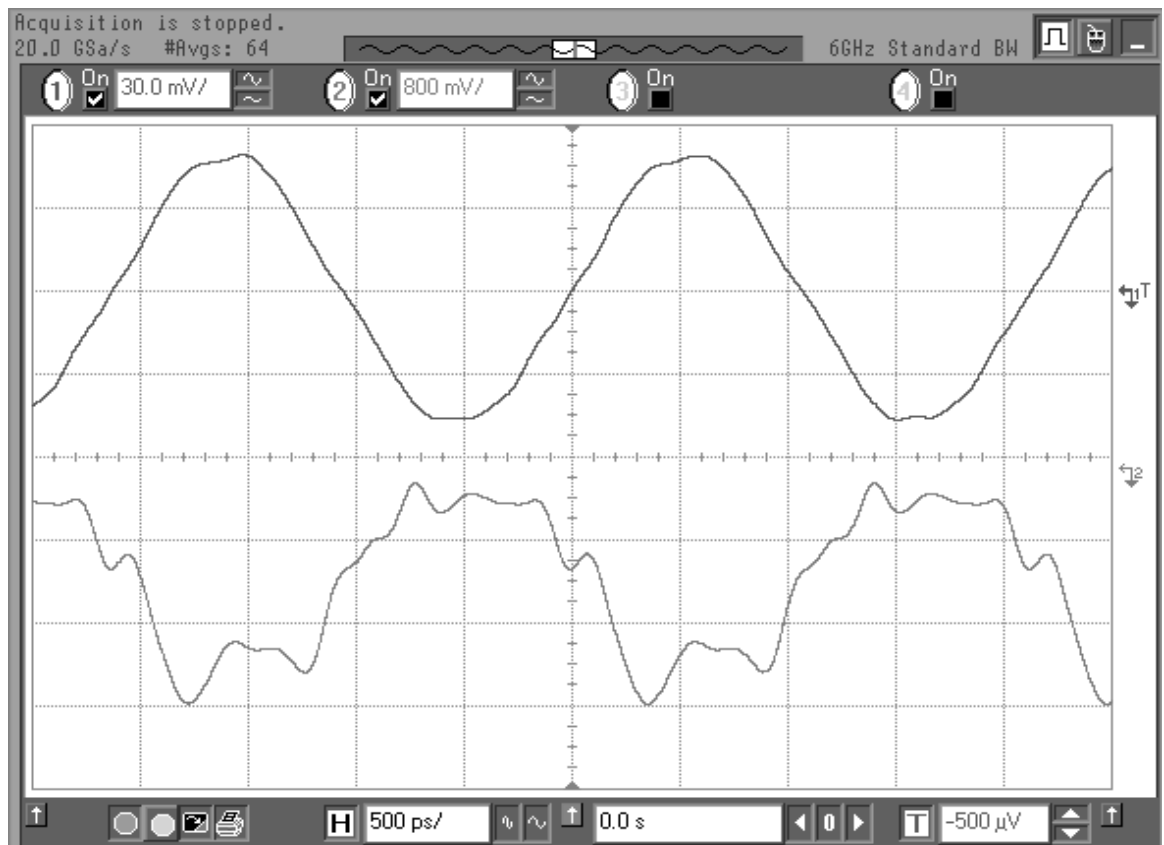 Acquisition is stopped.
20.0 GSa/s #Avgs: 64 6GHz Standard BW
1 On 30.0 mV/ 2 On 800 mV/ 3 On 4 On
1 T
2
H 500 ps/ 0.0 s 0 T -500 μV